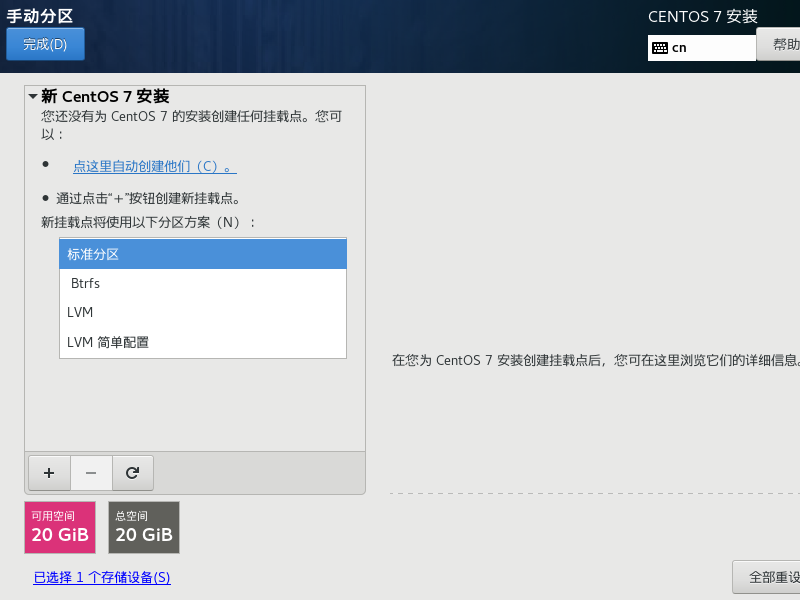 手动分区
CENTOS 7 安装
完成(D)
cn
帮助
新 CentOS 7 安装
您还没有为 CentOS 7 的安装创建任何挂载点。您可
以：
● 点这里自动创建他们（C）。
● 通过点击“+”按钮创建新挂载点。
新挂载点将使用以下分区方案（N）：
标准分区
Btrfs
LVM
LVM 简单配置
在您为 CentOS 7 安装创建挂载点后，您可在这里浏览它们的详细信息。
+ −
可用空间
20 GiB
总空间
20 GiB
已选择 1 个存储设备(S)
全部重设